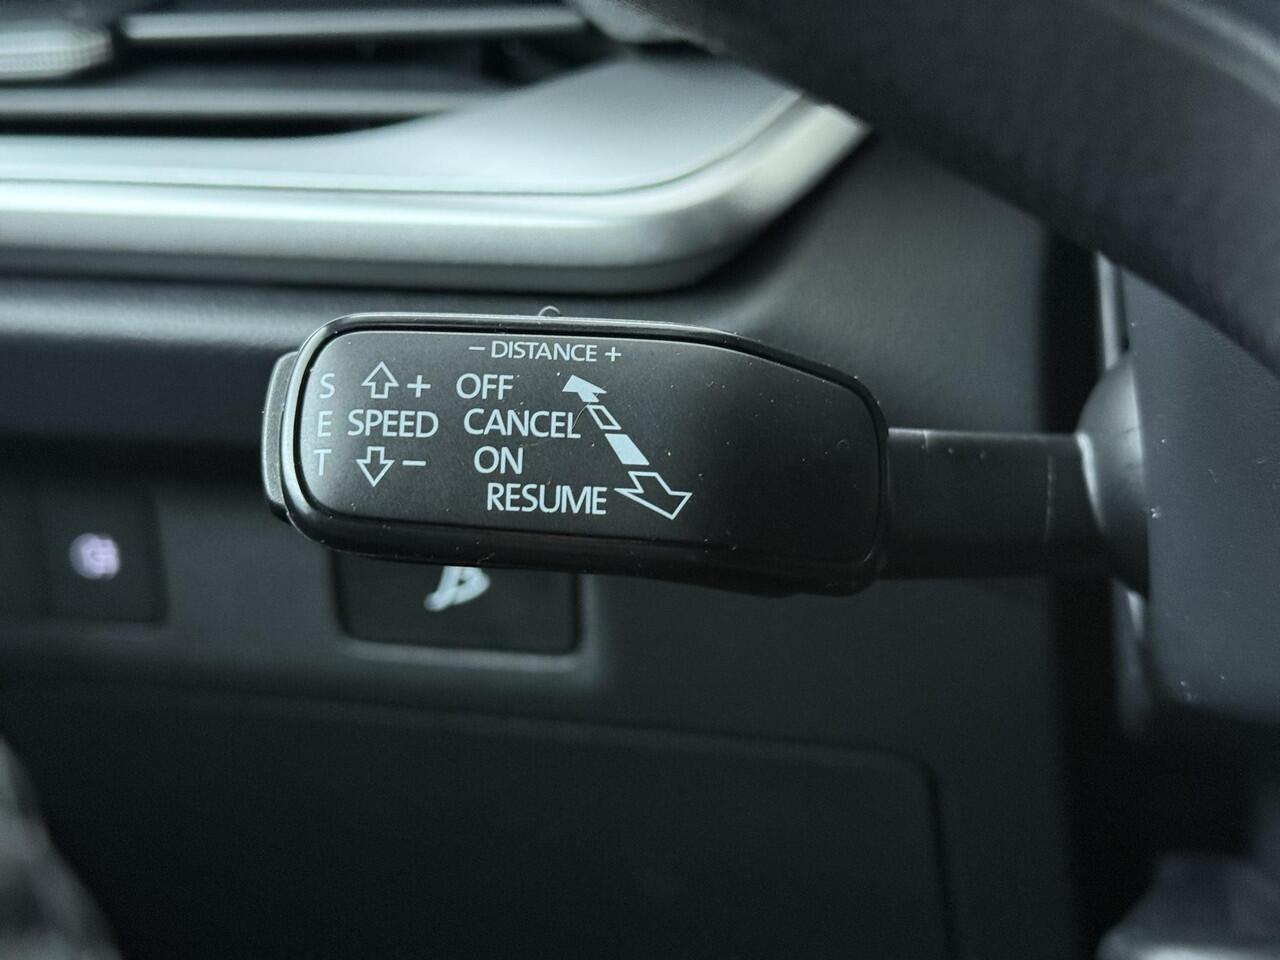 – DISTANCE +
S + OFF
E SPEED CANCEL
T – ON
RESUME